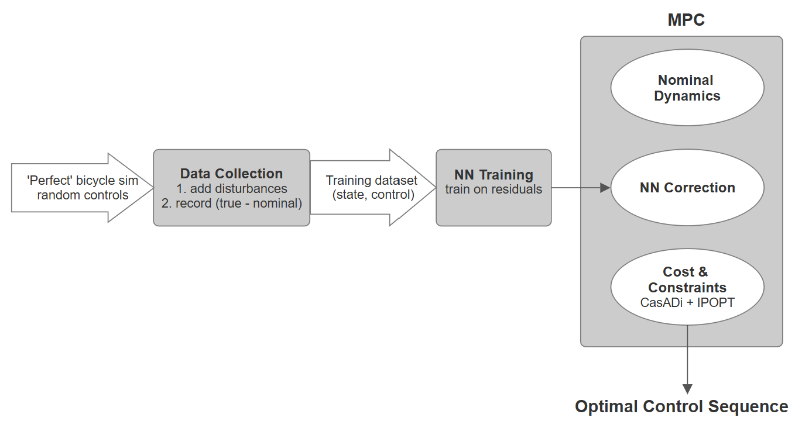 MPC
Nominal
Dynamics
'Perfect' bicycle sim
random controls
Data Collection
1. add disturbances
2. record (true - nominal)
Training dataset
(state, control)
NN Training
train on residuals
NN Correction
Cost &
Constraints
CasADi + IPOPT
Optimal Control Sequence